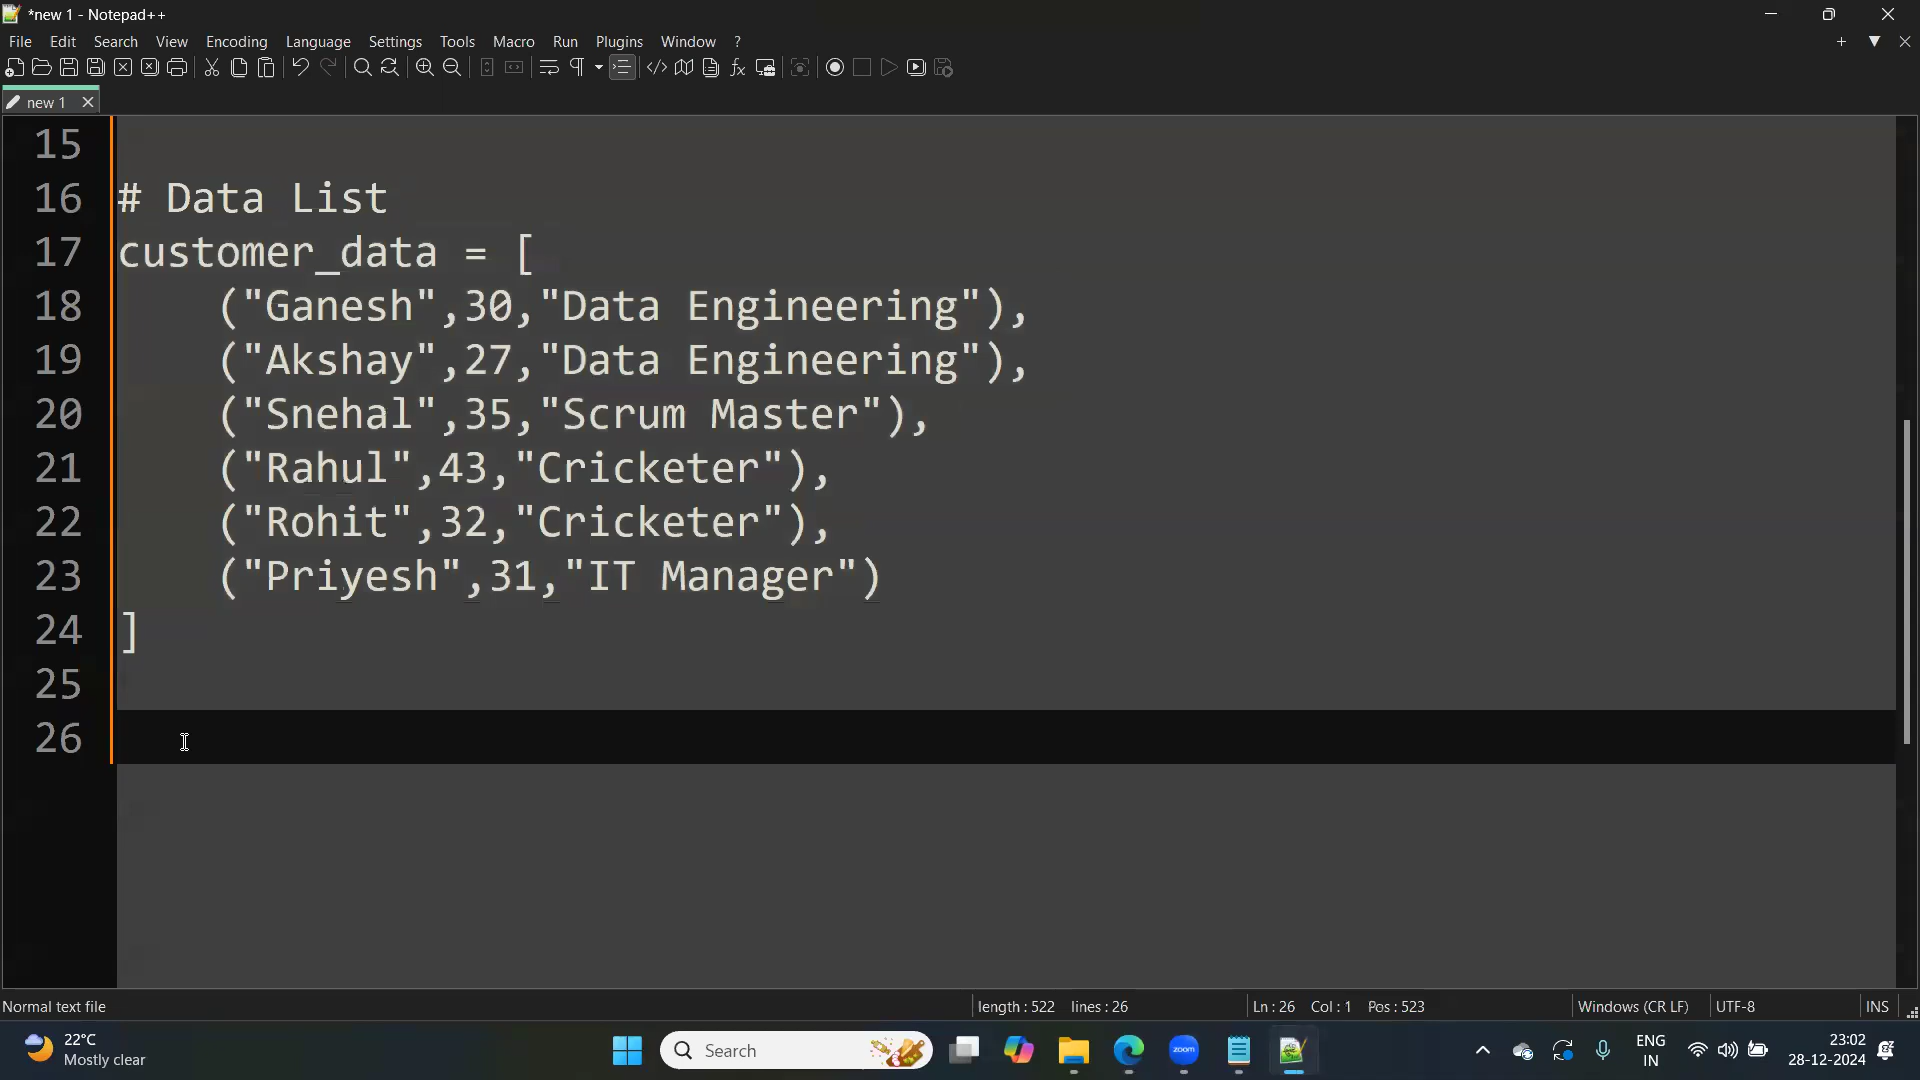 *new 1 - Notepad++
File Edit Search View Encoding Language Settings Tools Macro Run Plugins Window ?
new 1
15
16 # Data List
17 customer_data = [
18 ("Ganesh",30,"Data Engineering"),
19 ("Akshay",27,"Data Engineering"),
20 ("Snehal",35,"Scrum Master"),
21 ("Rahul",43,"Cricketer"),
22 ("Rohit",32,"Cricketer"),
23 ("Priyesh",31,"IT Manager")
24 ]
25
26
Normal text file length : 522 lines : 26 Ln : 26 Col : 1 Pos : 523 Windows (CR LF) UTF-8 INS
22°C
Mostly clear
Search
zoom
ENG
IN
23:02
28-12-2024